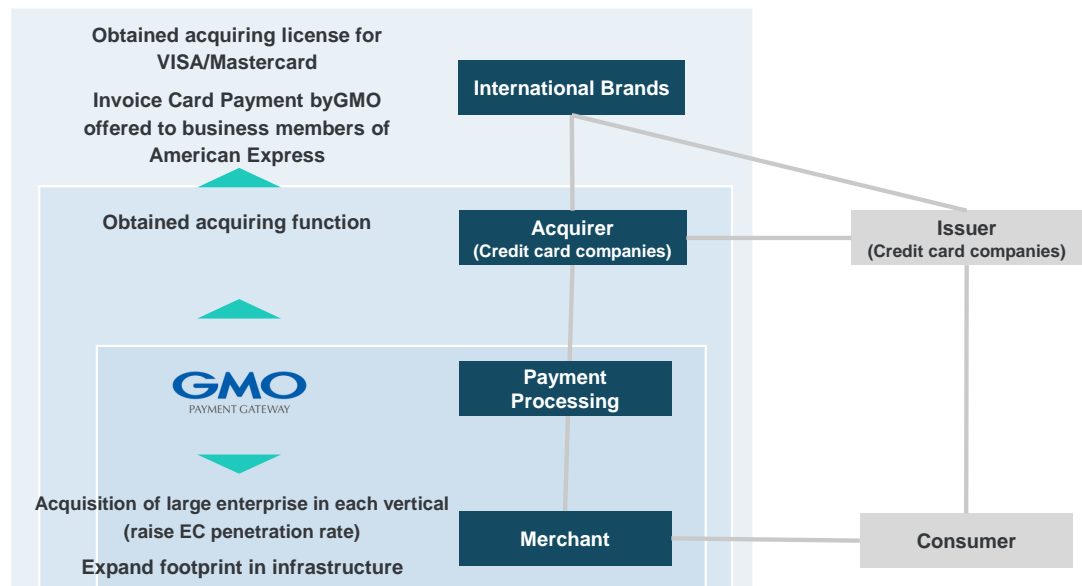 Obtained acquiring license for
VISA/Mastercard
Invoice Card Payment byGMO
offered to business members of
American Express
International Brands
Obtained acquiring function
Acquirer
(Credit card companies)
Issuer
(Credit card companies)
GMO
PAYMENT GATEWAY
Payment
Processing
Acquisition of large enterprise in each vertical
(raise EC penetration rate)
Expand footprint in infrastructure
Merchant
Consumer